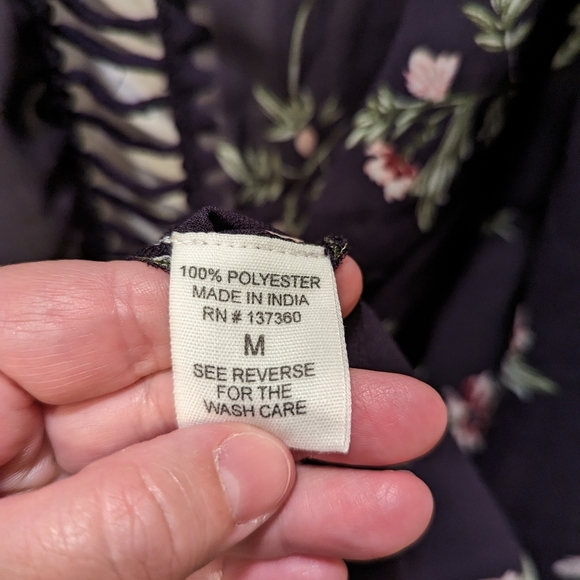 100% POLYESTER
MADE IN INDIA
RN # 137360
M
SEE REVERSE
FOR THE
WASH CARE